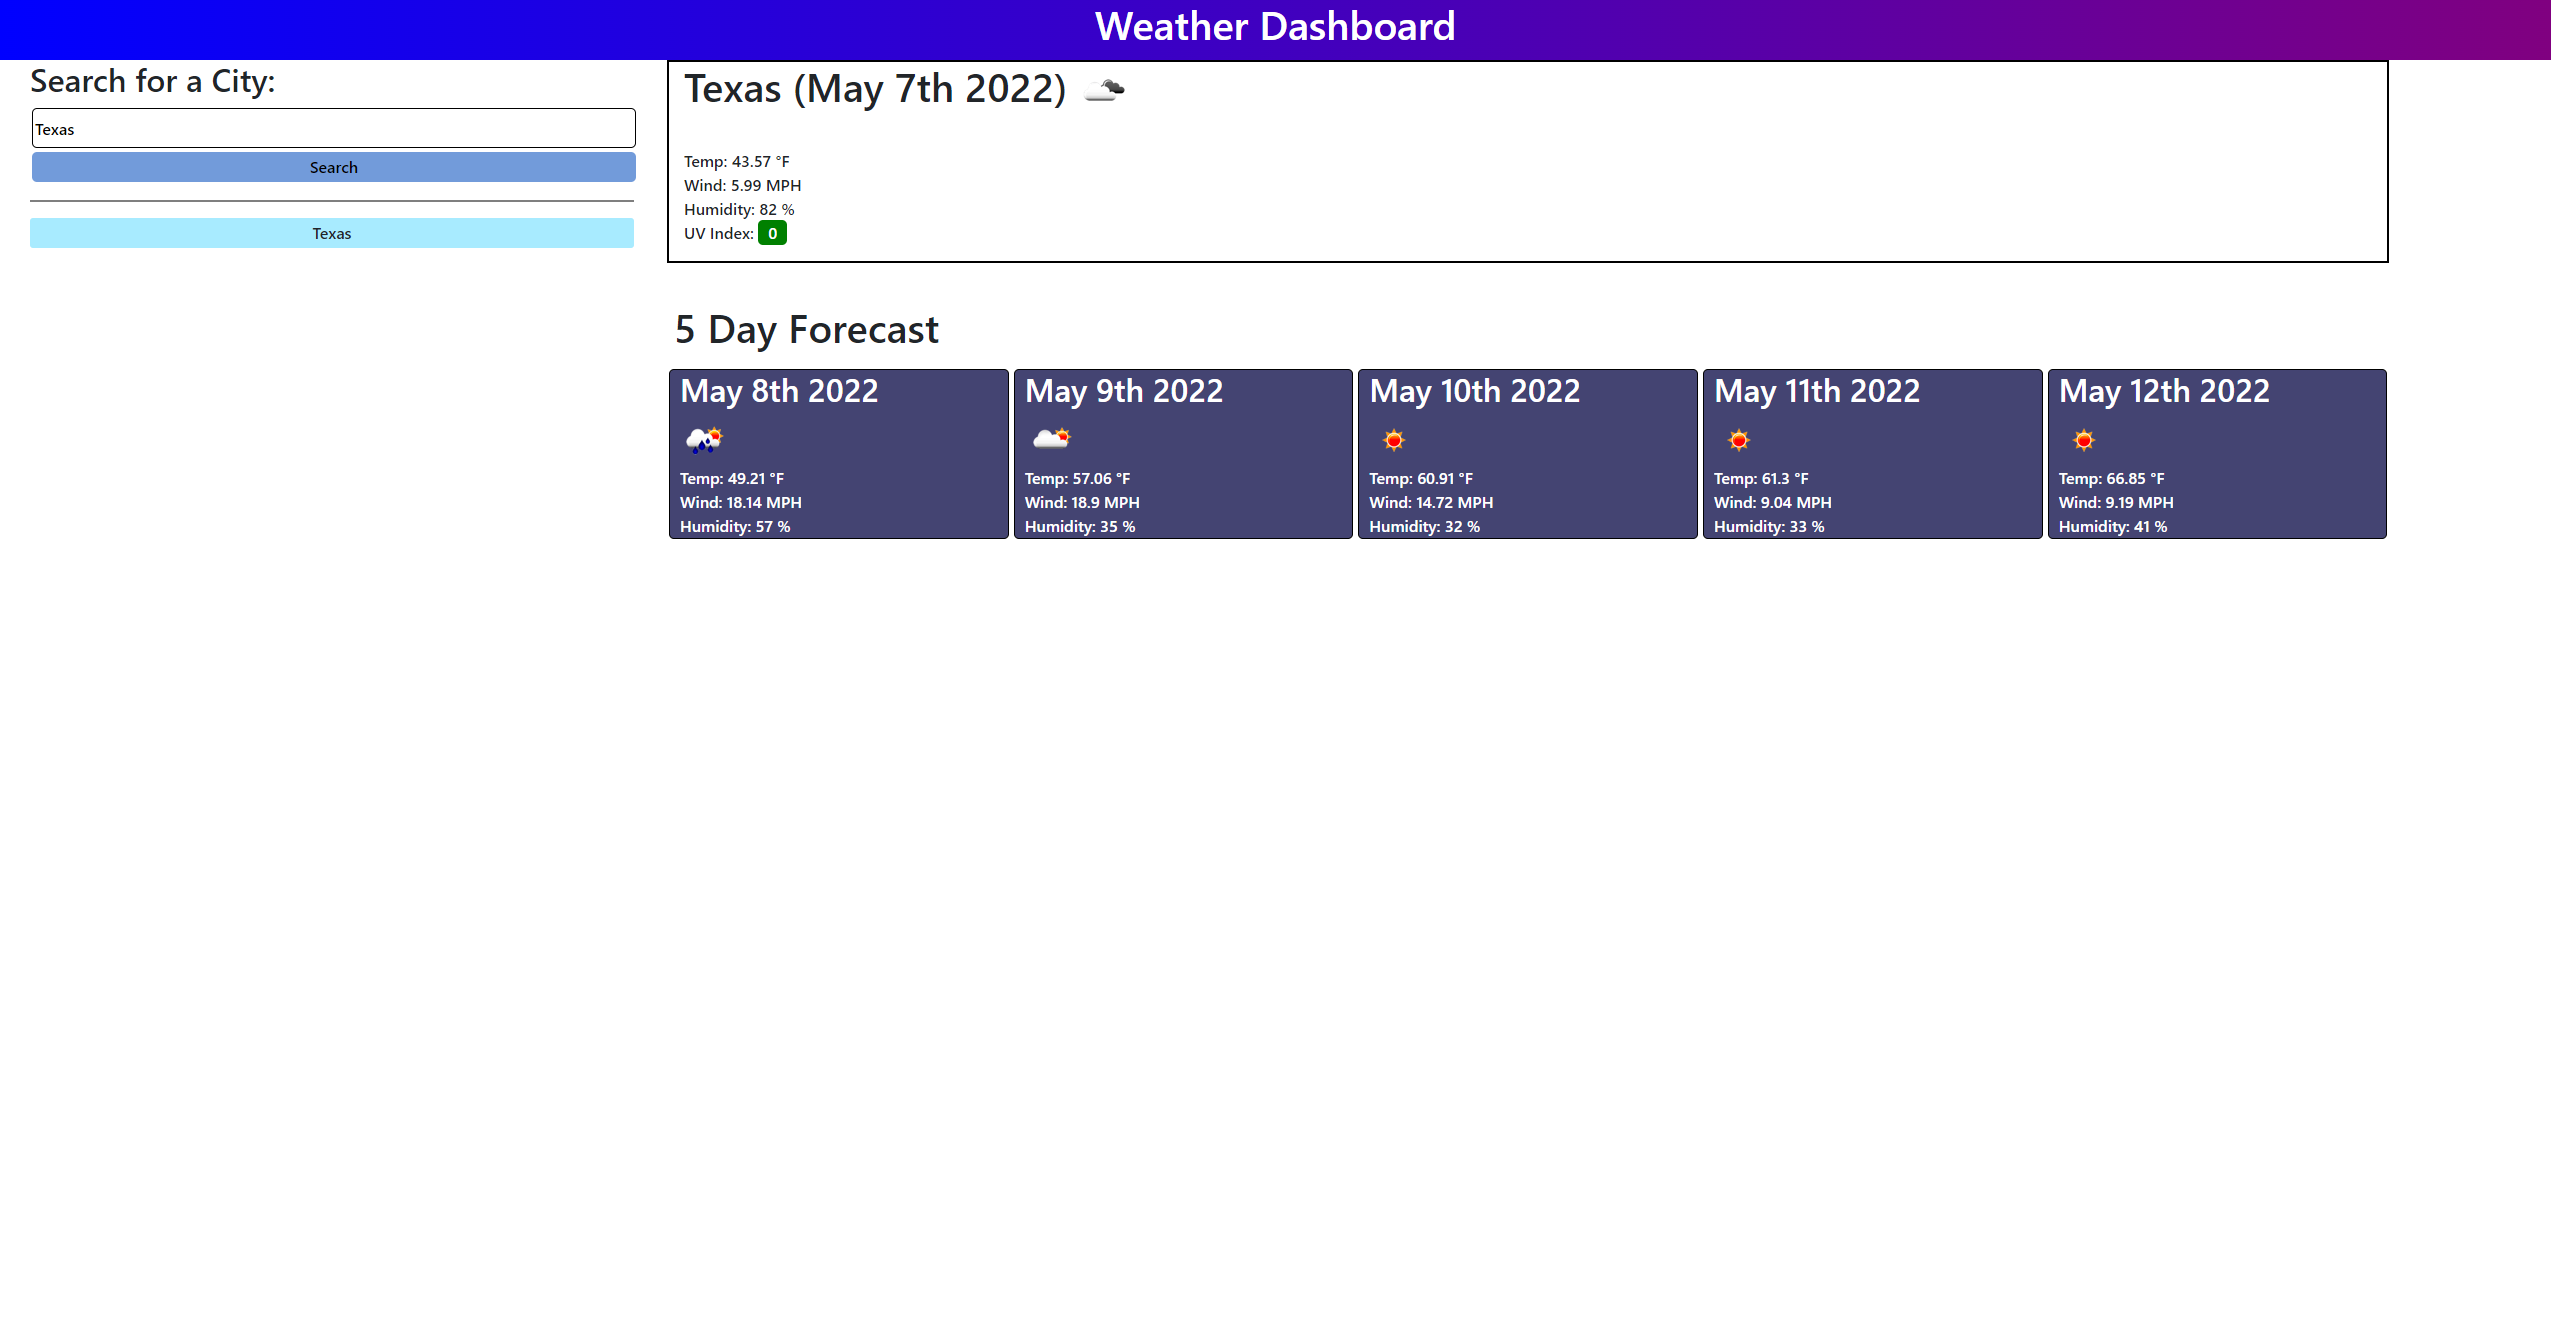 Weather Dashboard
Search for a City:
Texas
Search
Texas
Texas (May 7th 2022)
Temp: 43.57 °F
Wind: 5.99 MPH
Humidity: 82 %
UV Index: 0
5 Day Forecast
May 8th 2022
Temp: 49.21 °F
Wind: 18.14 MPH
Humidity: 57 %
May 9th 2022
Temp: 57.06 °F
Wind: 18.9 MPH
Humidity: 35 %
May 10th 2022
Temp: 60.91 °F
Wind: 14.72 MPH
Humidity: 32 %
May 11th 2022
Temp: 61.3 °F
Wind: 9.04 MPH
Humidity: 33 %
May 12th 2022
Temp: 66.85 °F
Wind: 9.19 MPH
Humidity: 41 %